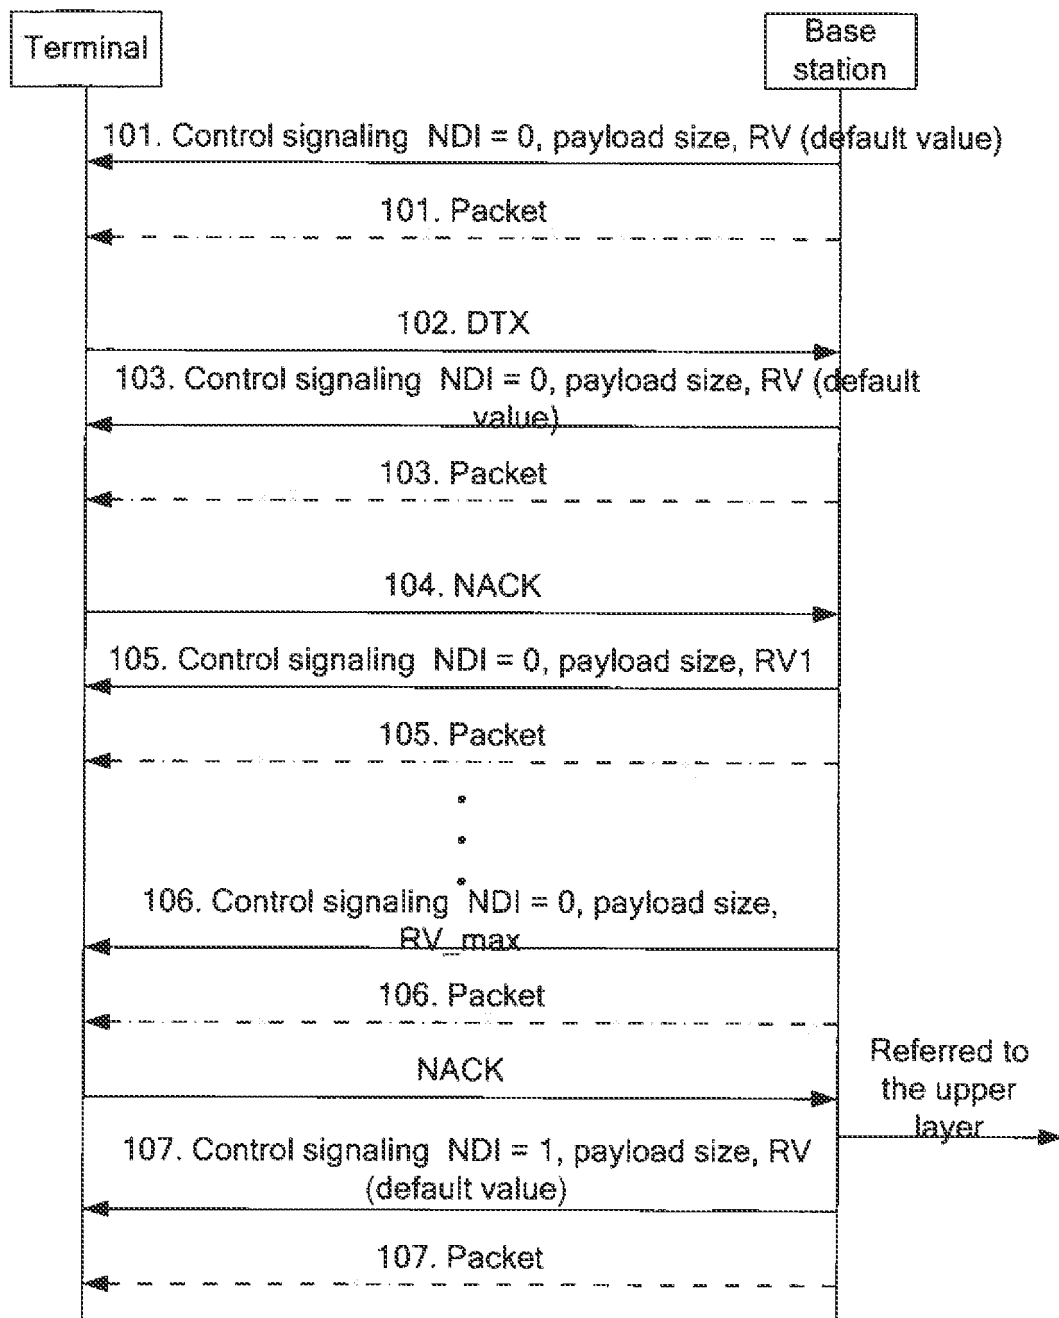 Terminal
Base
station
101. Control signaling NDI = 0, payload size, RV (default value)
101. Packet
102. DTX
103. Control signaling NDI = 0, payload size, RV (default
value)
103. Packet
104. NACK
105. Control signaling NDI = 0, payload size, RV1
105. Packet
106. Control signaling NDI = 0, payload size,
RV_max
106. Packet
NACK
Referred to
the upper
layer
107. Control signaling NDI = 1, payload size, RV
(default value)
107. Packet